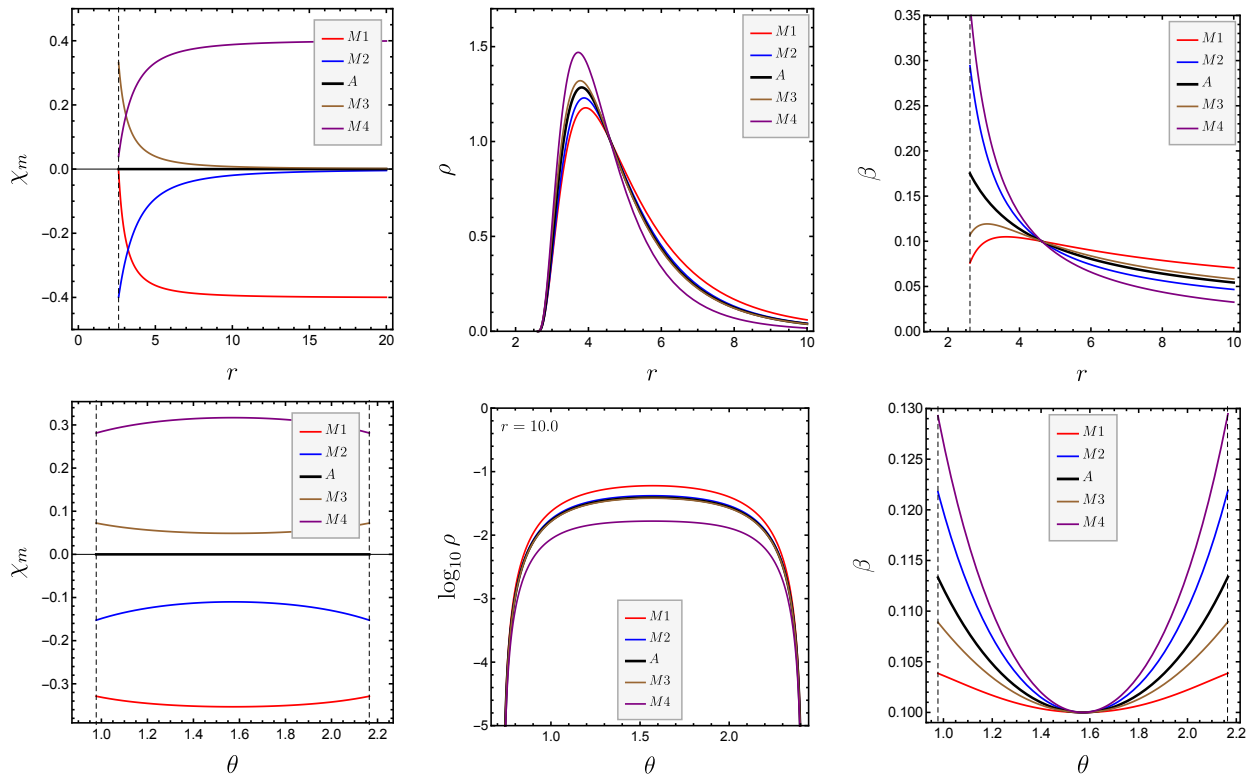 χm
0.4
0.2
0.0
−0.2
−0.4
M1
M2
A
M3
M4
0
5
10
15
20
r
ρ
1.5
1.0
0.5
0.0
M1
M2
A
M3
M4
2
4
6
8
10
r
β
0.35
0.30
0.25
0.20
0.15
0.10
0.05
0.00
M1
M2
A
M3
M4
2
4
6
8
10
r
χm
0.3
0.2
0.1
0.0
−0.1
−0.2
−0.3
M1
M2
A
M3
M4
1.0
1.2
1.4
1.6
1.8
2.0
2.2
θ
log10 ρ
0
−1
−2
−3
−4
−5
r = 10.0
M1
M2
A
M3
M4
1.0
1.5
2.0
θ
β
0.130
0.125
0.120
0.115
0.110
0.105
0.100
M1
M2
A
M3
M4
1.0
1.2
1.4
1.6
1.8
2.0
2.2
θ